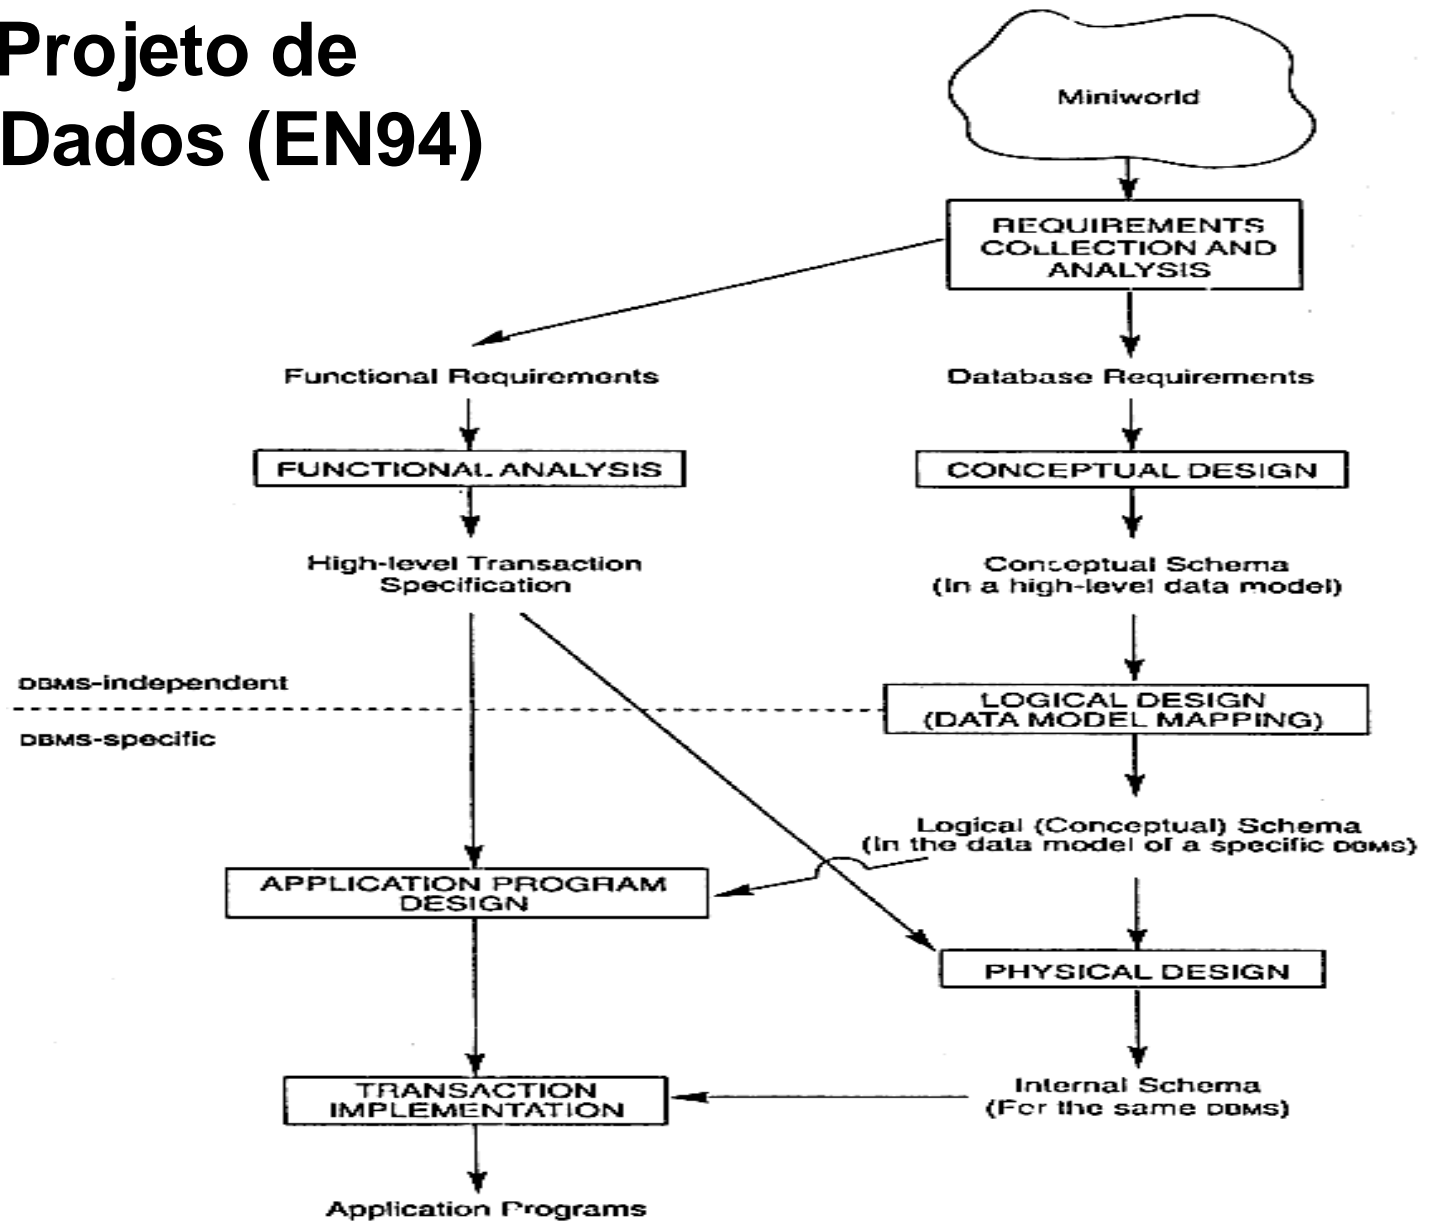 Projeto de
Dados (EN94)
Miniworld
REQUIREMENTS
COLLECTION AND
ANALYSIS
Functional Requirements
Database Requirements
FUNCTIONAL ANALYSIS
CONCEPTUAL DESIGN
High-level Transaction
Specification
Conceptual Schema
(In a high-level data model)
DBMS-independent
LOGICAL DESIGN
(DATA MODEL MAPPING)
DBMS-specific
Logical (Conceptual) Schema
(In the data model of a specific DBMS)
APPLICATION PROGRAM
DESIGN
PHYSICAL DESIGN
TRANSACTION
IMPLEMENTATION
Internal Schema
(For the same DBMS)
Application Programs